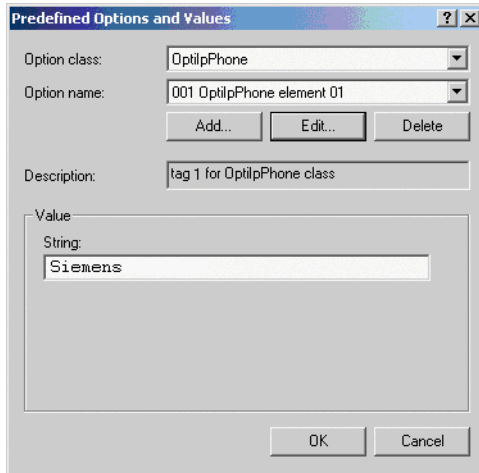 Predefined Options and Values
Option class: OptiIpPhone
Option name: 001 OptiIpPhone element 01
Add... Edit... Delete
Description: tag 1 for OptiIpPhone class
Value
String:
Siemens
OK Cancel